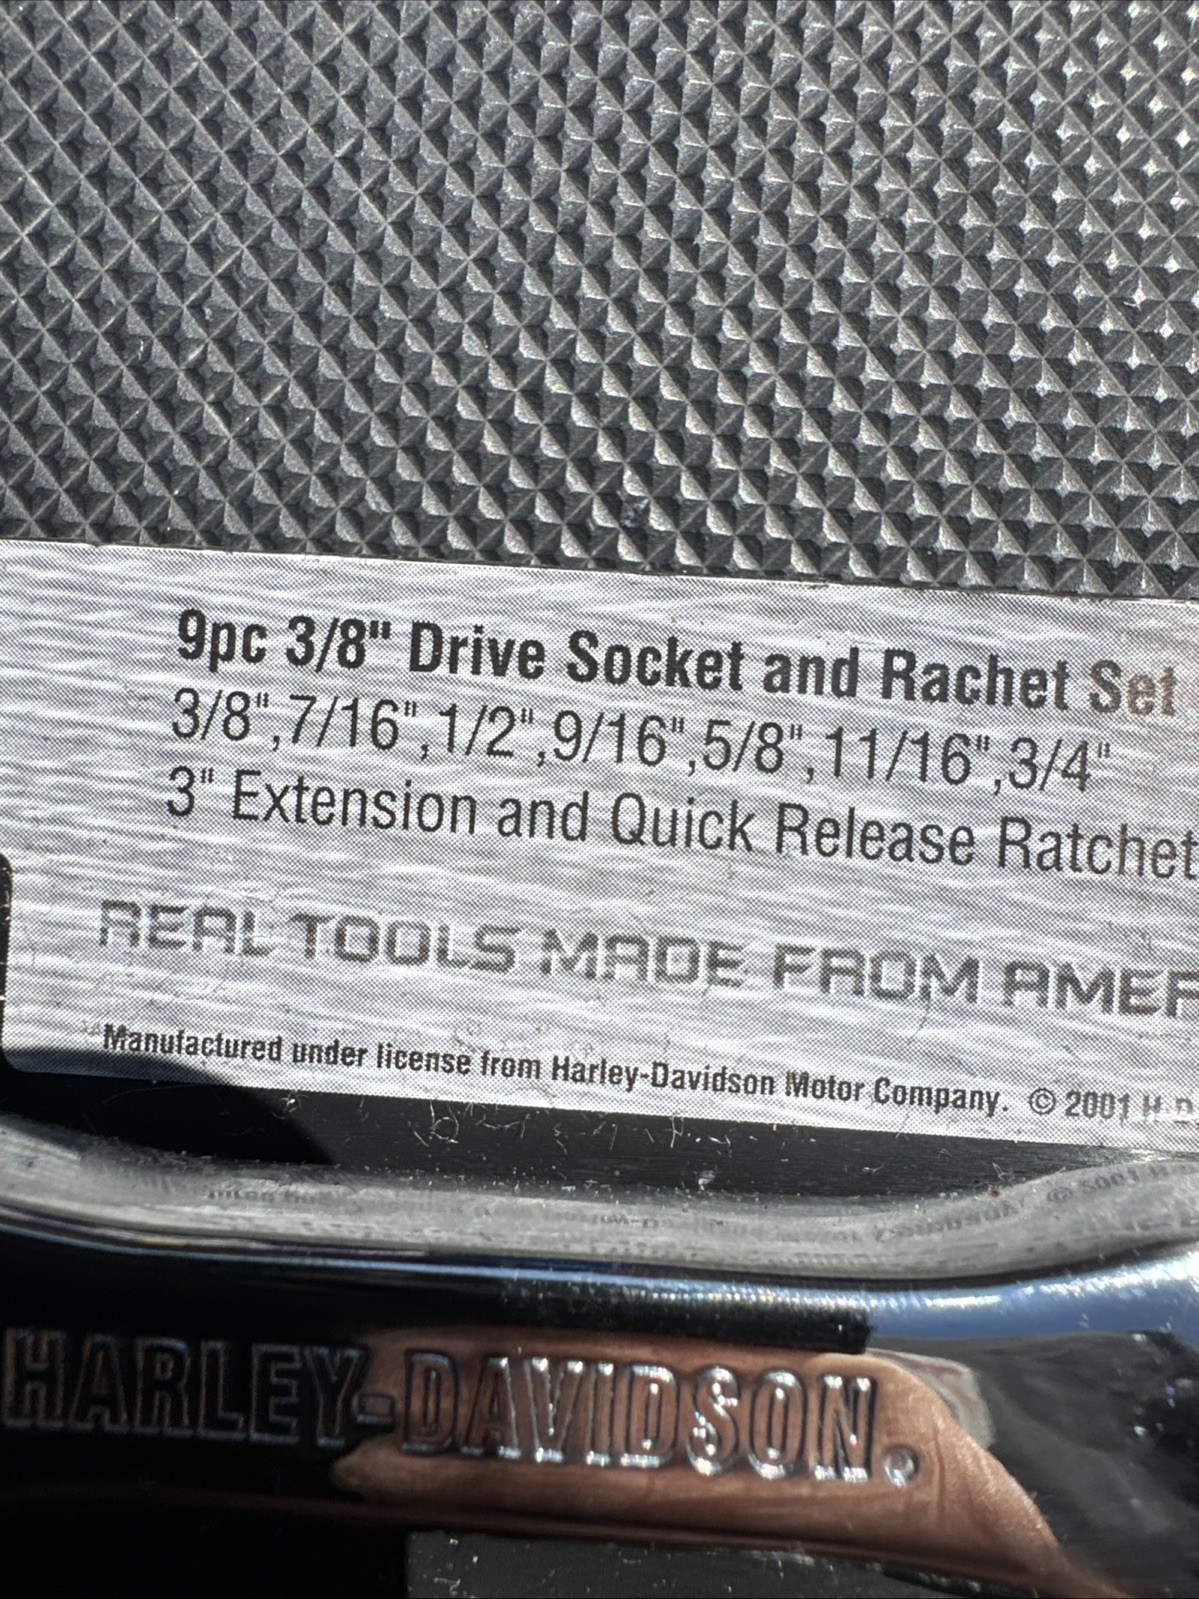 9pc 3/8" Drive Socket and Rachet Set
3/8",7/16",1/2",9/16",5/8",11/16",3/4"
3" Extension and Quick Release Ratchet
REAL TOOLS MADE FROM AMER
Manufactured under license from Harley-Davidson Motor Company. © 2001 H-D
HARLEY-DAVIDSON